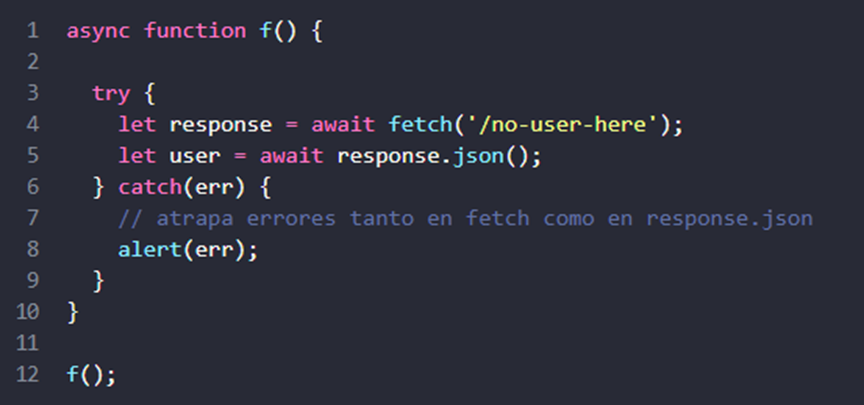 1 async function f() {
2
3   try {
4     let response = await fetch('/no-user-here');
5     let user = await response.json();
6   } catch(err) {
7     // atrapa errores tanto en fetch como en response.json
8     alert(err);
9   }
10 }
11
12 f();